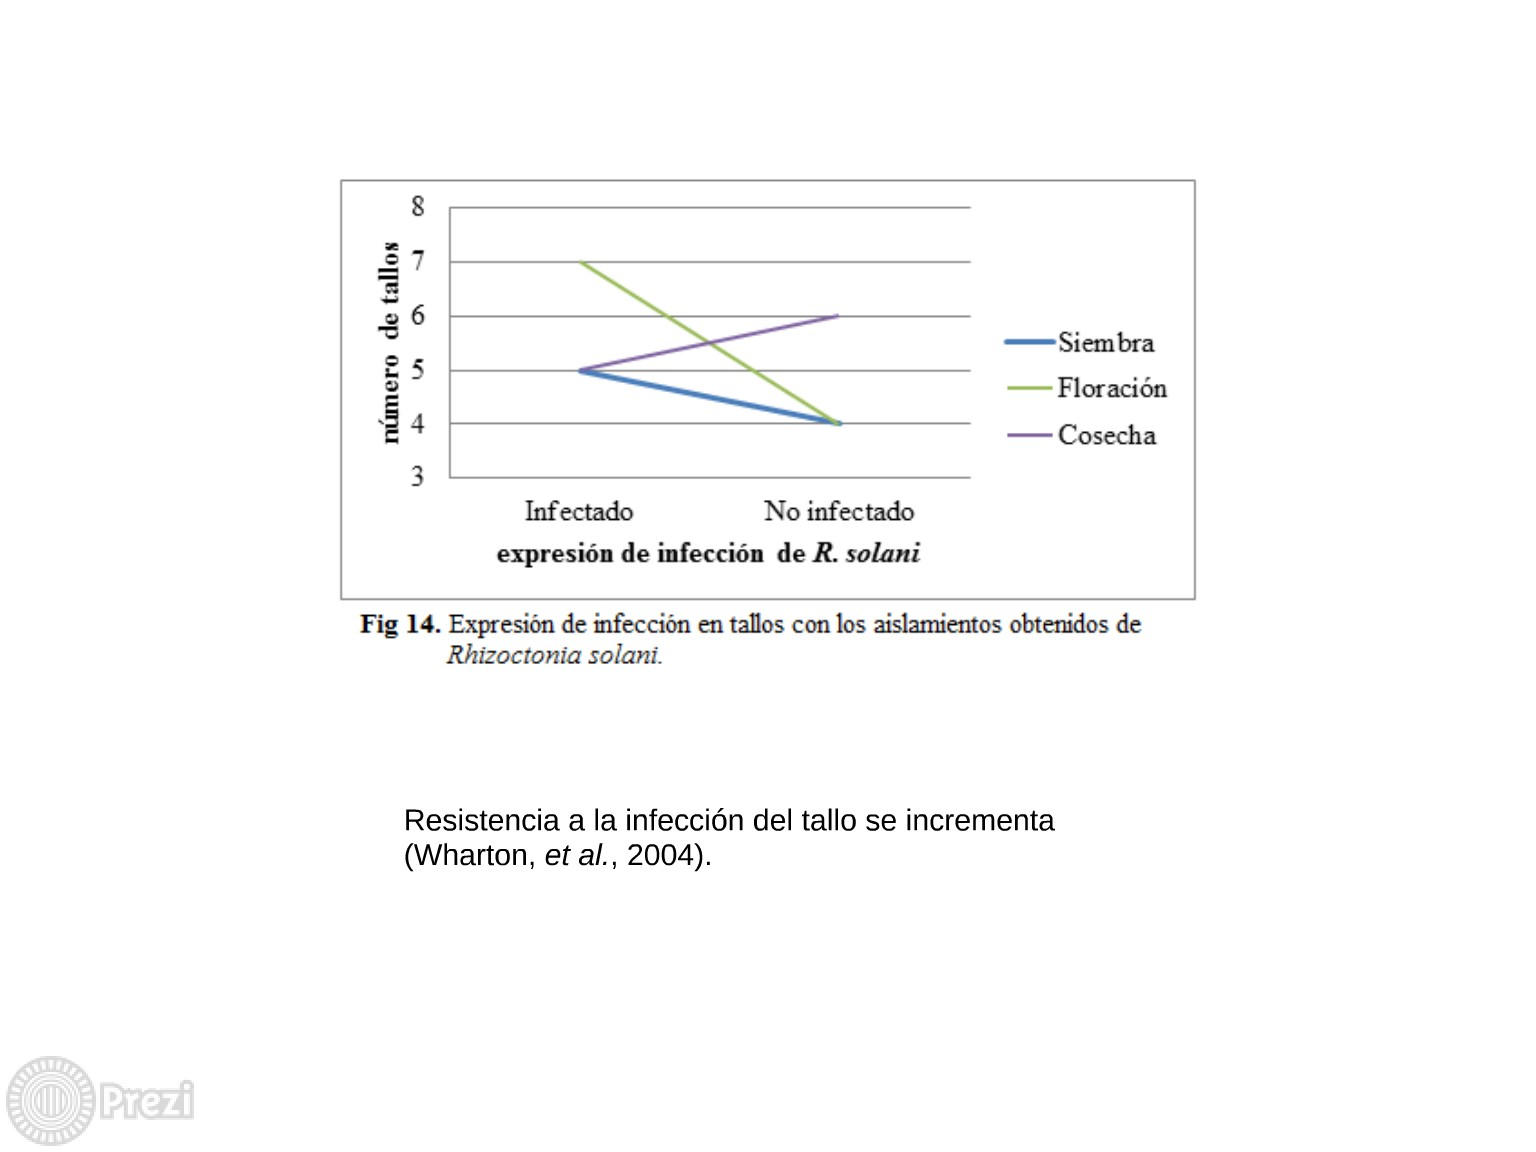 8
7
6
5
4
3
número de tallos
Infectado No infectado
expresión de infección de R. solani
Siembra
Floración
Cosecha
Fig 14. Expresión de infección en tallos con los aislamientos obtenidos de
Rhizoctonia solani.
Resistencia a la infección del tallo se incrementa
(Wharton, et al., 2004).
Prezi